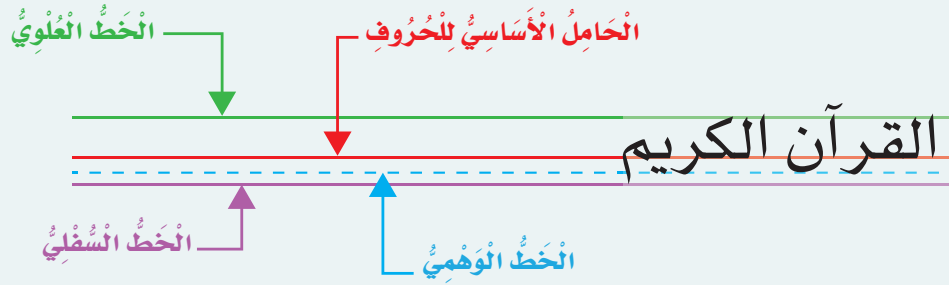 الْحَامِلُ الْأَسَاسِيُّ لِلْحُرُوفِ
الْخَطُّ الْعُلْوِيُّ
القرآن الكريم
الْخَطُّ السُّفْلِيُّ
الْخَطُّ الْوَهْمِيُّ